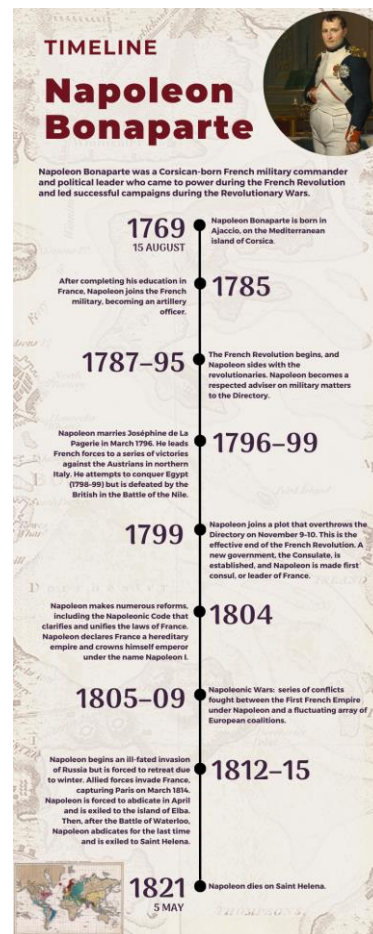 TIMELINE
Napoleon
Bonaparte
Napoleon Bonaparte was a Corsican-born French military commander
and political leader who came to power during the French Revolution
and led successful campaigns during the Revolutionary Wars.
1769
15 AUGUST
Napoleon Bonaparte is born in
Ajaccio, on the Mediterranean
island of Corsica.
After completing his education in
France, Napoleon joins the French
military, becoming an artillery
officer.
1785
1787–95
The French Revolution begins, and
Napoleon sides with the
revolutionaries. Napoleon becomes a
respected adviser on military matters
to the Directory.
Napoleon marries Joséphine de La
Pagerie in March 1796. He leads
French forces to a series of victories
against the Austrians in northern
Italy. He attempts to conquer Egypt
(1798-99) but is defeated by the
British in the Battle of the Nile.
1796–99
1799
Napoleon joins a plot that overthrows the
Directory on November 9-10. This is the
effective end of the French Revolution. A
new government, the Consulate, is
established, and Napoleon is made first
consul, or leader of France.
Napoleon makes numerous reforms,
including the Napoleonic Code that
clarifies and unifies the laws of France.
Napoleon declares France a hereditary
empire and crowns himself emperor
under the name Napoleon I.
1804
1805–09
Napoleonic Wars: series of conflicts
fought between the First French Empire
under Napoleon and a fluctuating array of
European coalitions.
Napoleon begins an ill-fated invasion
of Russia but is forced to retreat due
to winter. Allied forces invade France,
capturing Paris on March 1814.
Napoleon is forced to abdicate in April
and is exiled to the island of Elba.
Then, after the Battle of Waterloo,
Napoleon abdicates for the last time
and is exiled to Saint Helena.
1812–15
1821
5 MAY
Napoleon dies on Saint Helena.